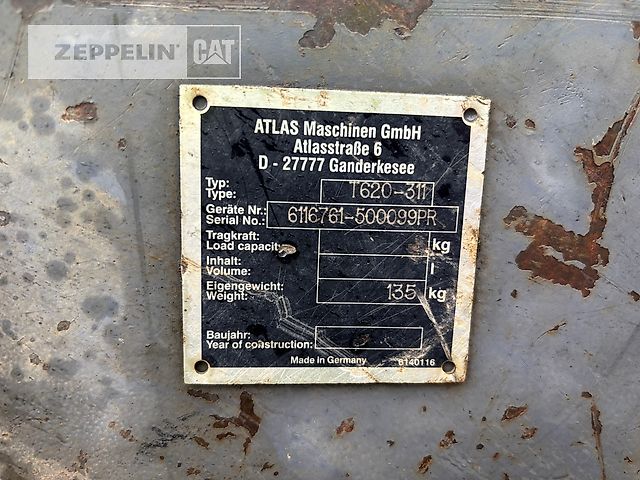 ZEPPELIN CAT
ATLAS Maschinen GmbH
Atlasstraße 6
D - 27777 Ganderkesee
Typ:
Type: T620-311
Geräte Nr.:
Serial No.: 6116761-500099PR
Tragkraft:
Load capacity kg
Inhalt:
Volume: l
Eigengewicht:
Weight: 135 kg
Baujahr:
Year of construction:
Made in Germany 6140116